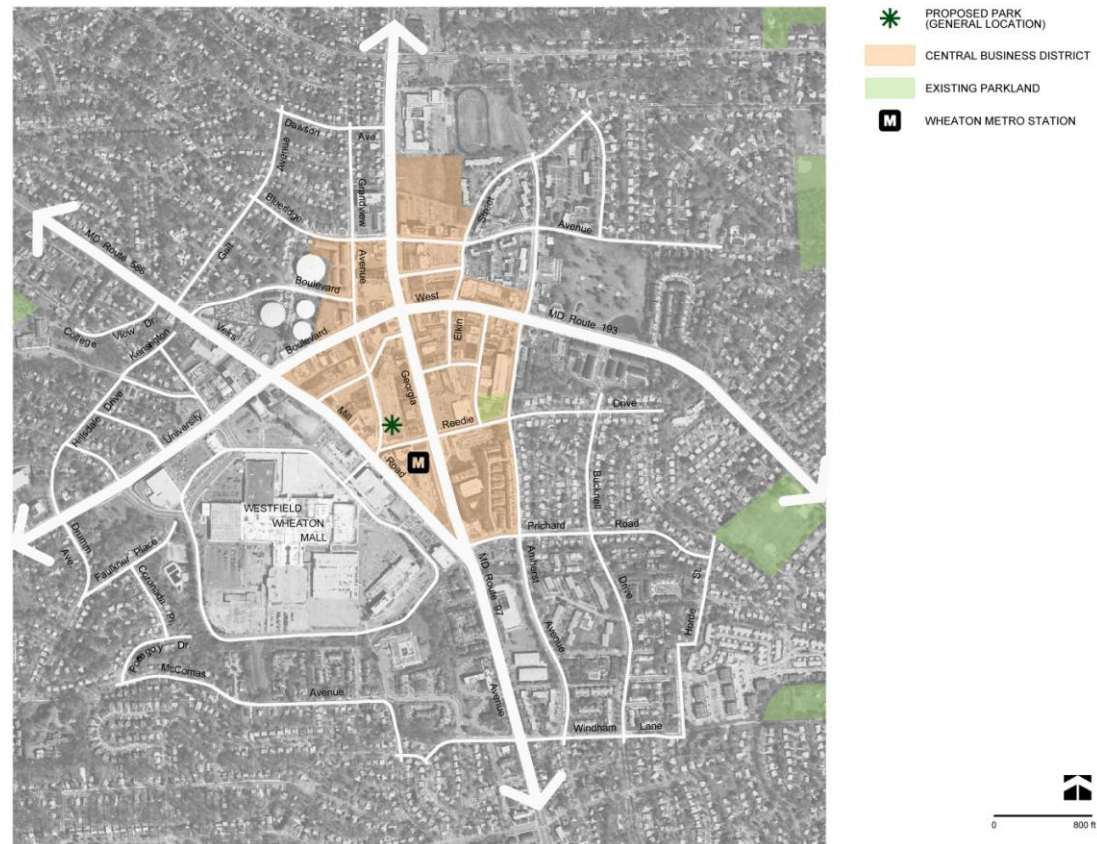 PROPOSED PARK
(GENERAL LOCATION)
CENTRAL BUSINESS DISTRICT
EXISTING PARKLAND
M
WHEATON METRO STATION
Dawson
Ave.
Avenue
Grandview
Blueridge
Street
Avenue
Galt
Avenue
MD Route 586
Boulevard
West
MD Route 193
College
View Dr.
Veirs
Boulevard
Elkin
Kensington
Georgia
Hillsdale Drive
University
Mill
Reedie
Drive
Road
M
Bucknell
WESTFIELD
WHEATON
MALL
Prichard
Road
Drumm
Ave.
Faulkner Place
MD Route 97
Amherst
St.
Cotonada Pl.
Drive
Horde
Avenue
Dr.
McComas
Avenue
Avenue
Windham
Lane
0
800 ft